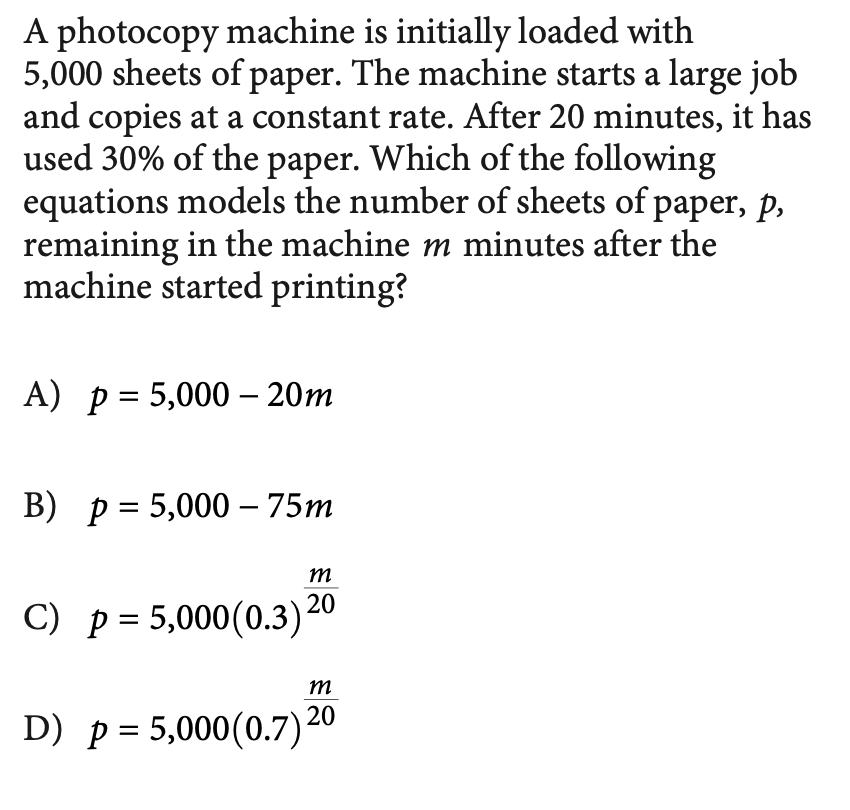 A photocopy machine is initially loaded with
5,000 sheets of paper. The machine starts a large job
and copies at a constant rate. After 20 minutes, it has
used 30% of the paper. Which of the following
equations models the number of sheets of paper, p,
remaining in the machine m minutes after the
machine started printing?
A) p = 5,000 – 20m
B) p = 5,000 – 75m
C) p = 5,000(0.3)^(m/20)
D) p = 5,000(0.7)^(m/20)